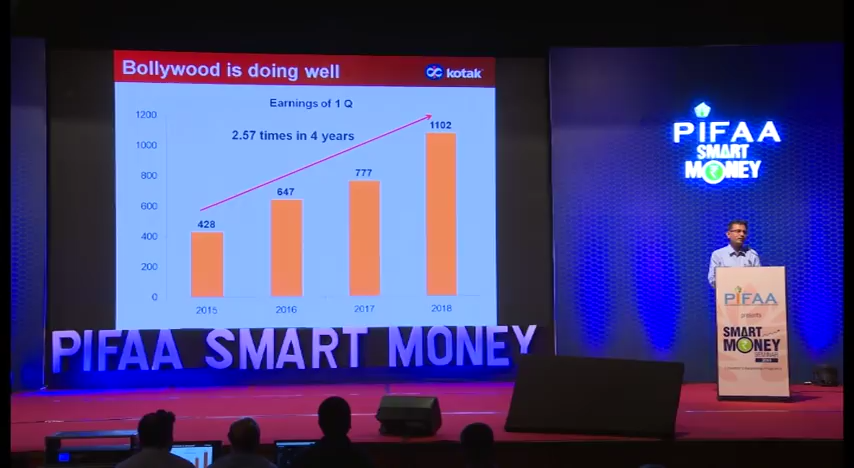 Bollywood is doing well
kotak
Earnings of 1 Q
2.57 times in 4 years
1200
1000
800
600
400
200
0
428
647
777
1102
2015
2016
2017
2018
PIFAA
SMART
MONEY
PIFAA SMART MONEY
PIFAA
presents
SMART
MONEY
SEMINAR